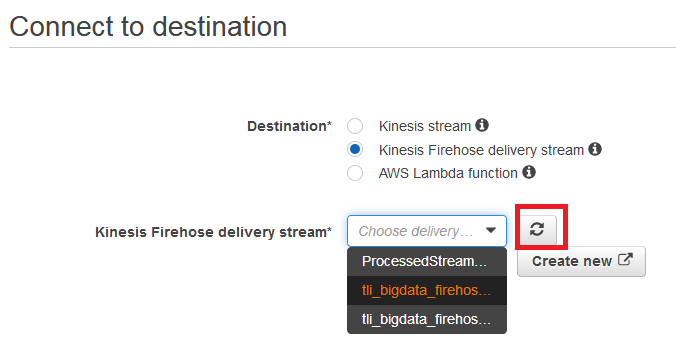 Connect to destination
Destination*
Kinesis stream
Kinesis Firehose delivery stream
AWS Lambda function
Kinesis Firehose delivery stream*
Choose delivery…
ProcessedStream...
tli_bigdata_firehos...
tli_bigdata_firehos...
Create new